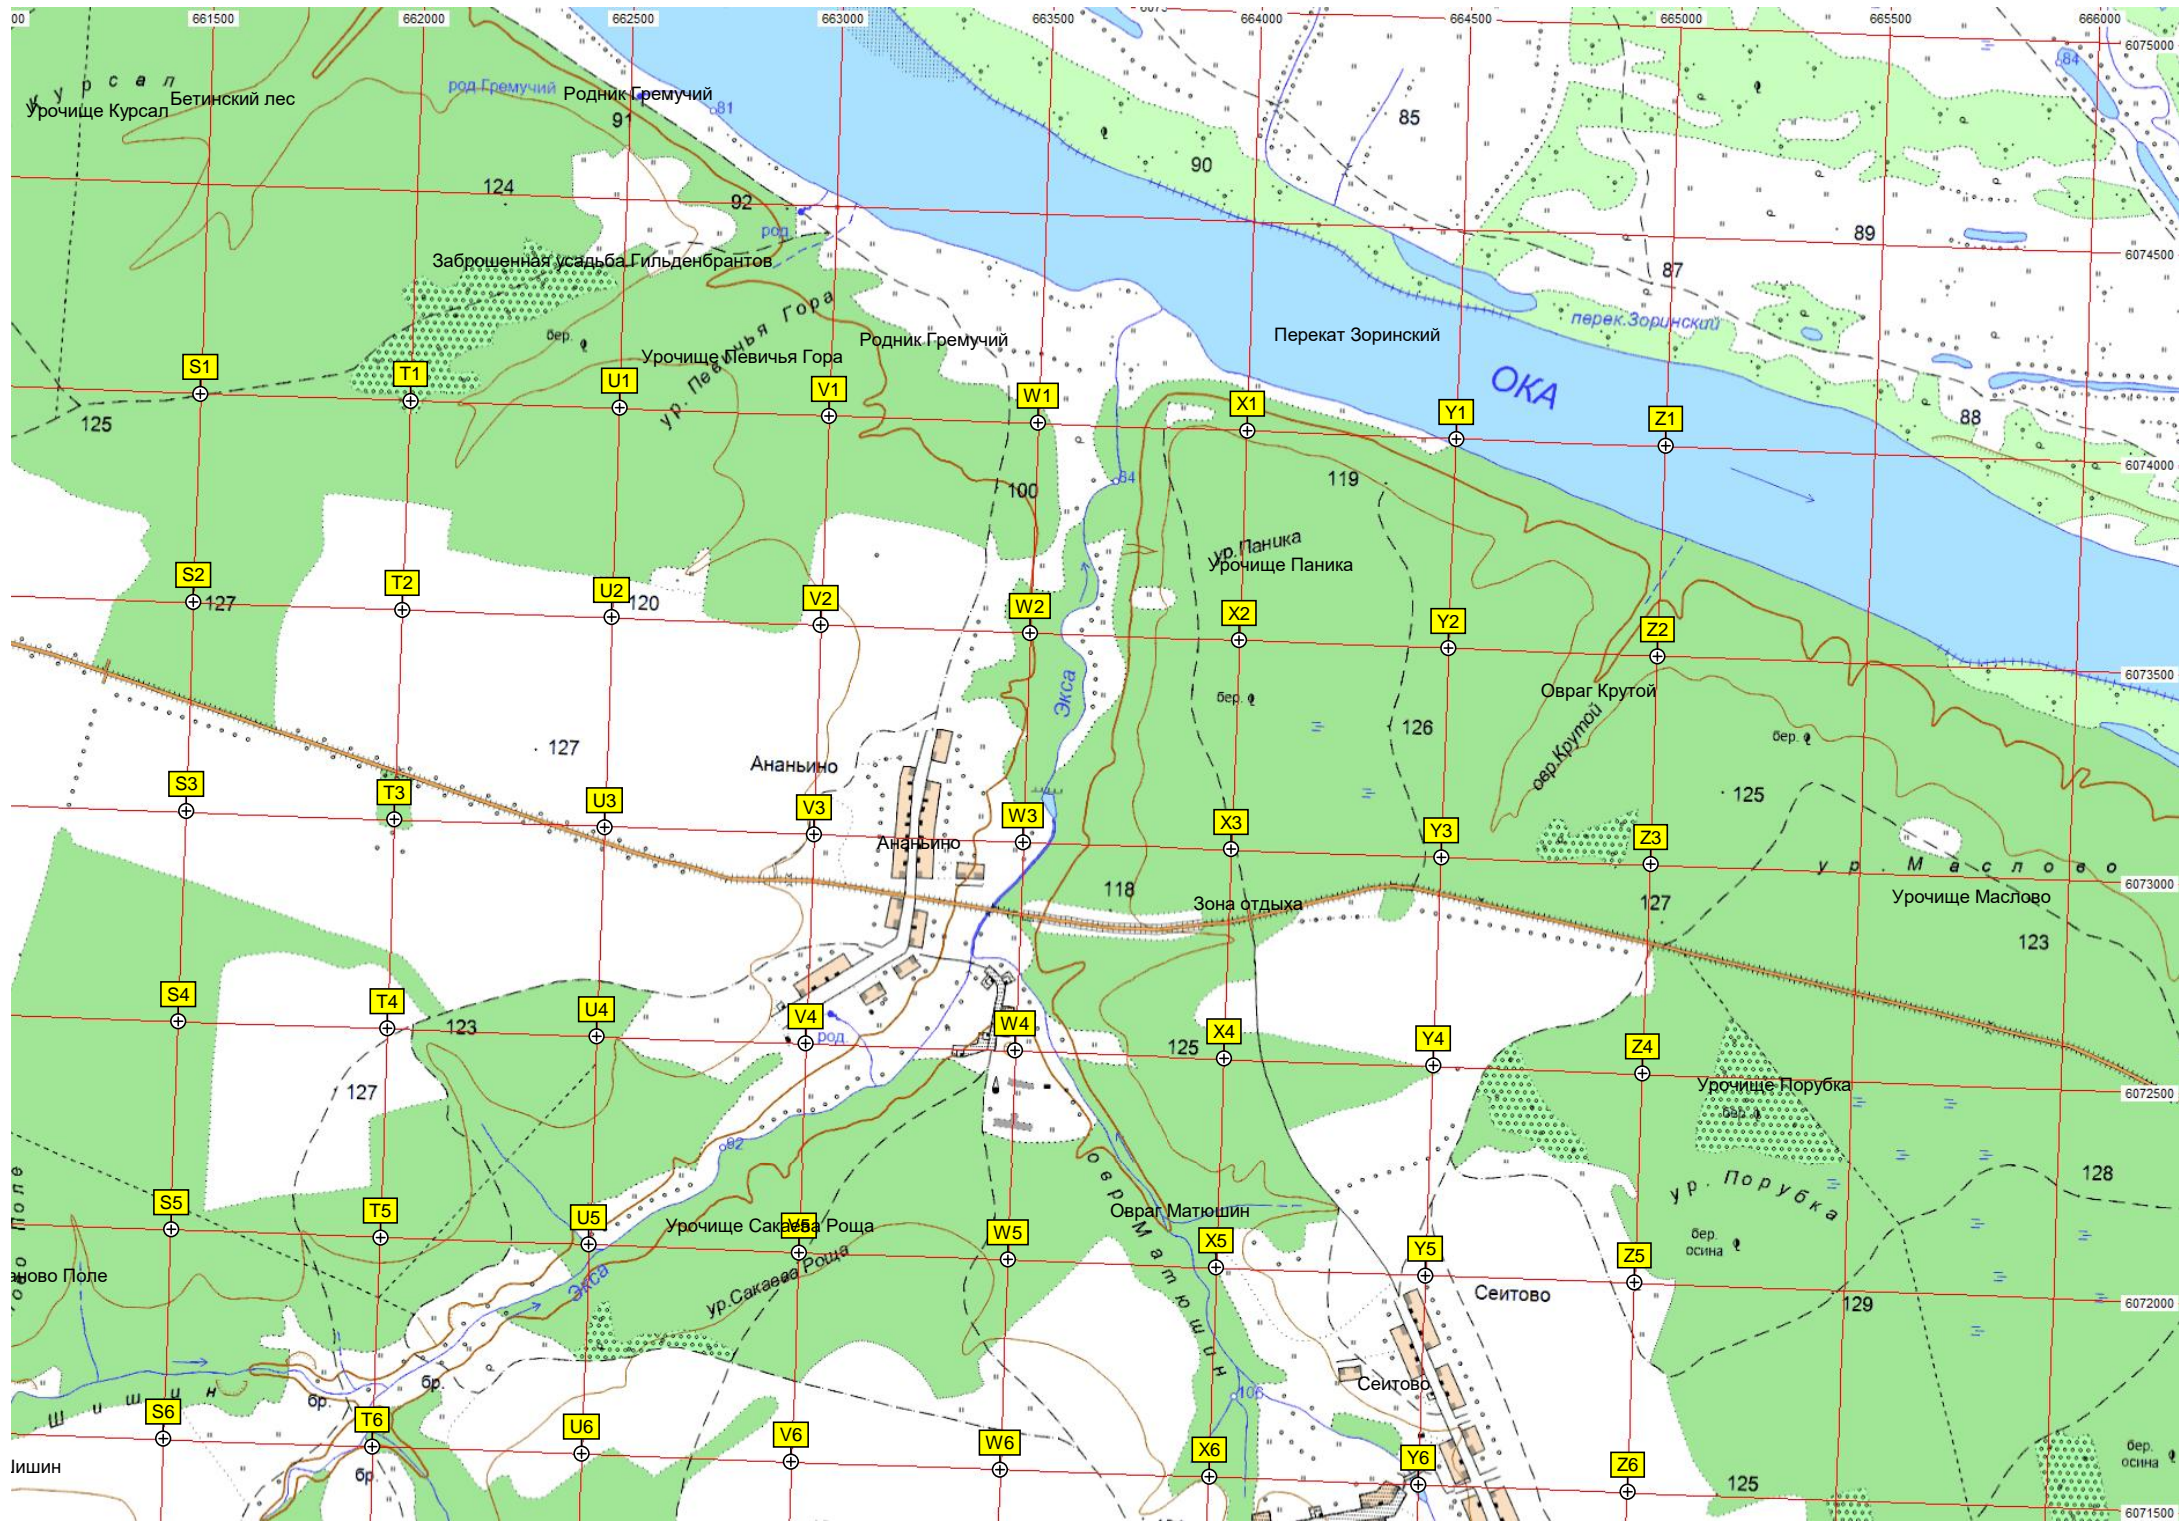 00 661500 662000 662500 663000 663500 664000 664500 665000 665500 666000
6075000
к у р с а л
Урочище Курсал
Бетинский лес
род Гремучий
Родник Гремучий
91
81
84
85
90
124
92
род
89
6074500
87
Заброшенная усадьба Гильденбрантов
бер.
ур. Певичья Гора
Урочище Певичья Гора
Родник Гремучий
Перекат Зоринский
перек.Зоринский
ОКА
S1 T1 U1 V1 W1 X1 Y1 Z1
125
88
6074000
100
84
119
ур.Паника
Урочище Паника
S2 T2 U2 V2 W2 X2 Y2 Z2
127
120
6073500
Экса
бер.
Овраг Крутой
овр.Крутой
126
бер.
127
Ананьино
125
S3 T3 U3 V3 W3 X3 Y3 Z3
Ананьино
ур. Маслово
6073000
118
Зона отдыха
127
Урочище Маслово
123
S4 T4 U4 V4 W4 X4 Y4 Z4
123
род
125
127
Урочище Порубка
бер.
6072500
92
128
ур. Порубка
овр. Матюшин
S5 T5 U5 V5 W5 X5 Y5 Z5
Урочище Сакаева Роща
ур.Сакаева Роща
Овраг Матюшин
бер.
осина
Экса
Сеитово
129
6072000
Сеитово
106
бр.
бр.
Шишин
S6 T6 U6 V6 W6 X6 Y6 Z6
бр.
125
бер.
осина
6071500